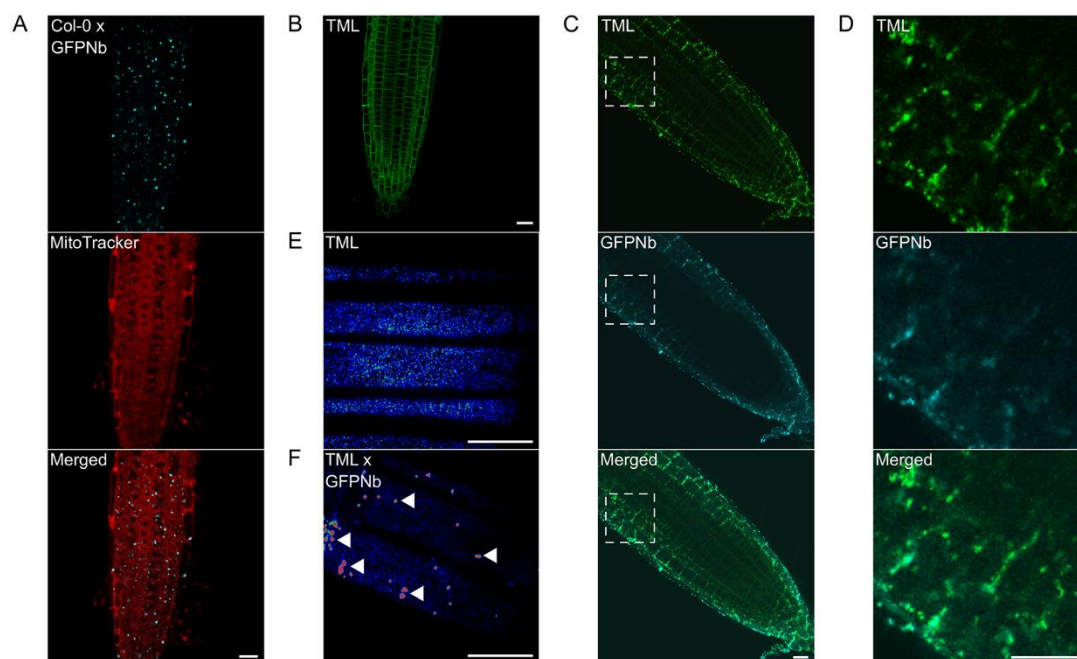 A
Col-0 x
GFPNb
MitoTracker
Merged
B
TML
E
TML
F
TML x
GFPNb
C
TML
GFPNb
Merged
D
TML
GFPNb
Merged